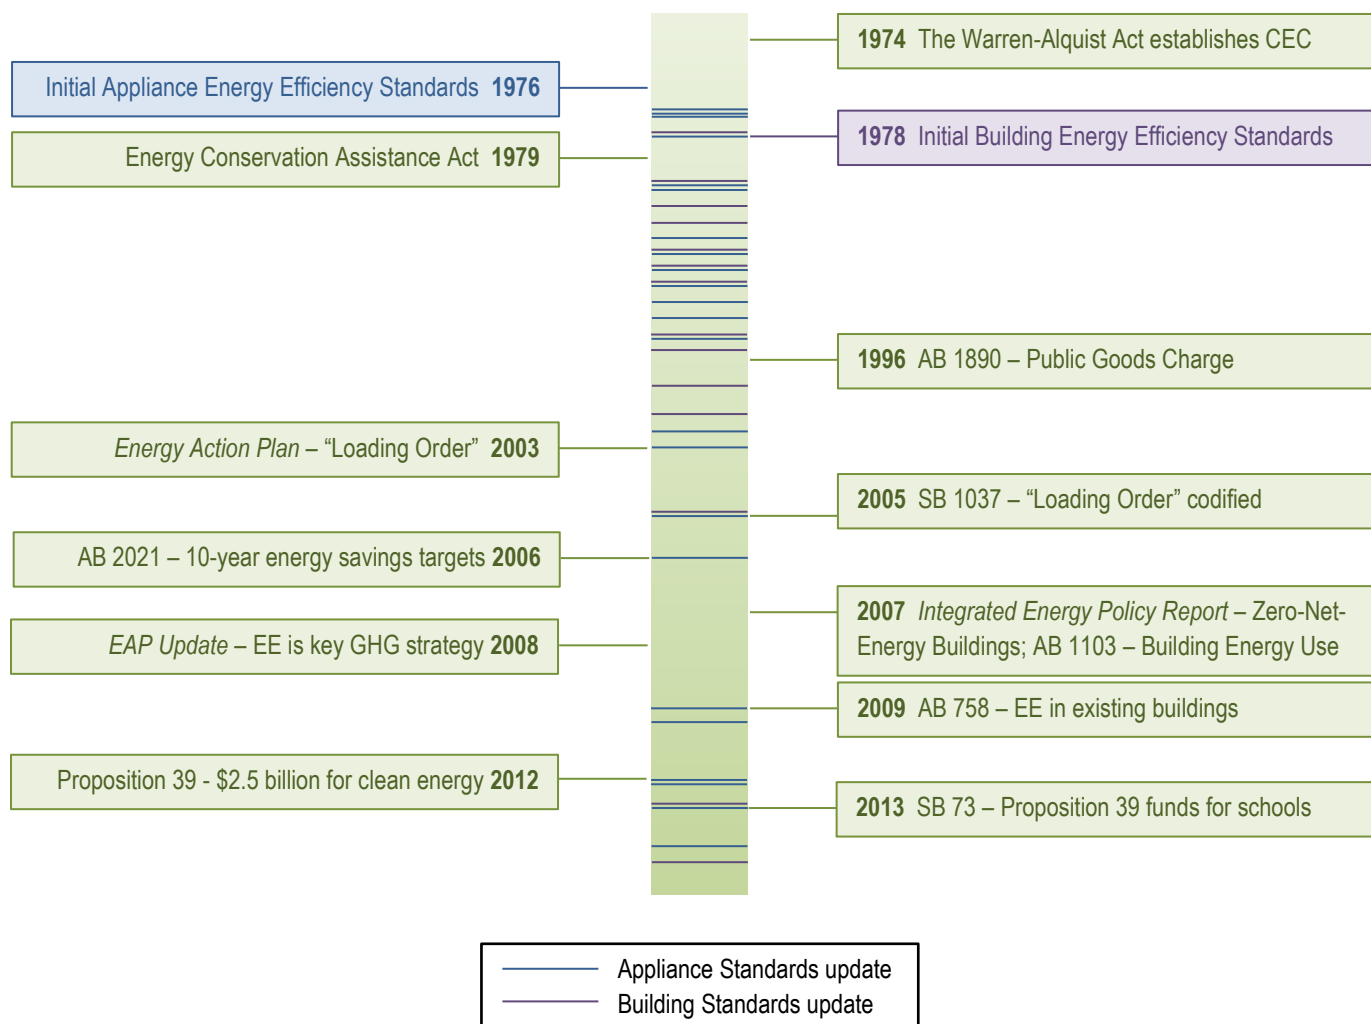 1974 The Warren-Alquist Act establishes CEC
Initial Appliance Energy Efficiency Standards 1976
1978 Initial Building Energy Efficiency Standards
Energy Conservation Assistance Act 1979
1996 AB 1890 – Public Goods Charge
Energy Action Plan – “Loading Order” 2003
2005 SB 1037 – “Loading Order” codified
AB 2021 – 10-year energy savings targets 2006
2007 Integrated Energy Policy Report – Zero-Net-
Energy Buildings; AB 1103 – Building Energy Use
EAP Update – EE is key GHG strategy 2008
2009 AB 758 – EE in existing buildings
Proposition 39 - $2.5 billion for clean energy 2012
2013 SB 73 – Proposition 39 funds for schools
Appliance Standards update
Building Standards update